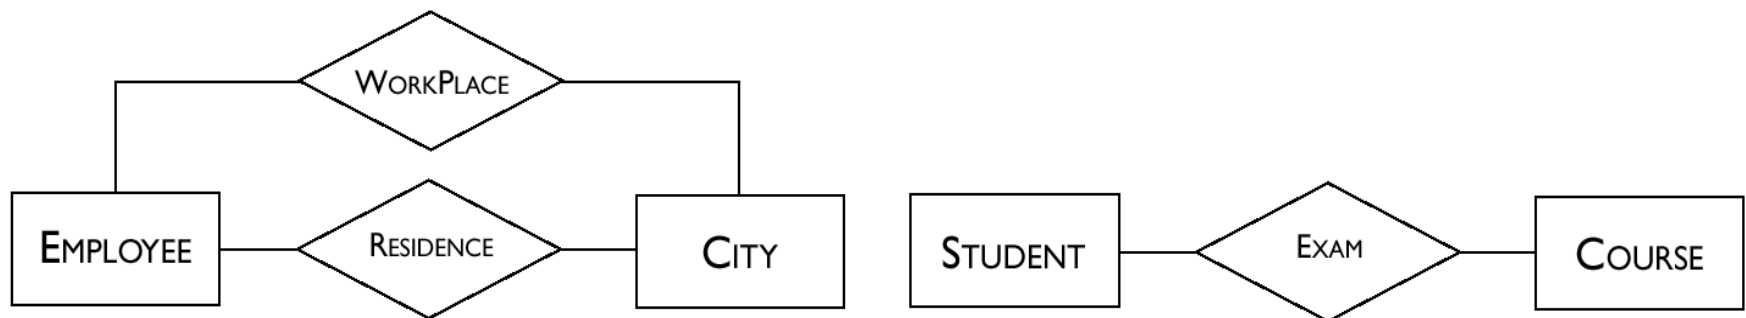 WORKPLACE
EMPLOYEE
RESIDENCE
CITY
STUDENT
EXAM
COURSE